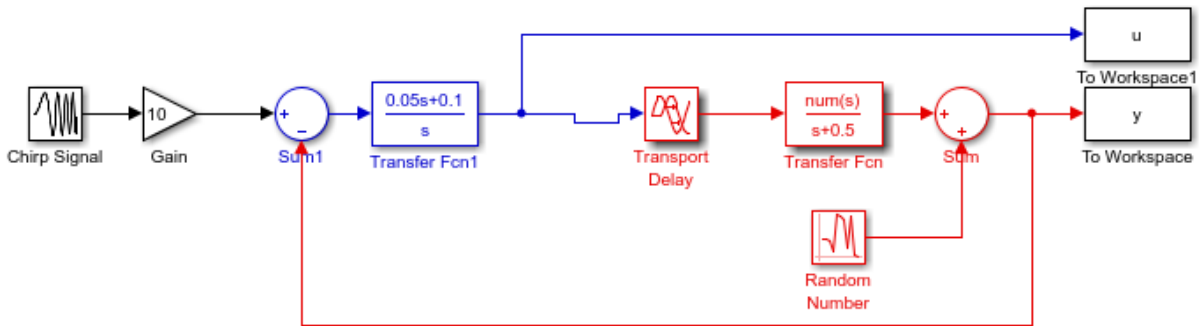 u
To Workspace1
10
+
−
0.05s+0.1
s
num(s)
s+0.5
+
+
y
Chirp Signal
Gain
Sum1
Transfer Fcn1
Transport
Delay
Transfer Fcn
Sum
To Workspace
Random
Number